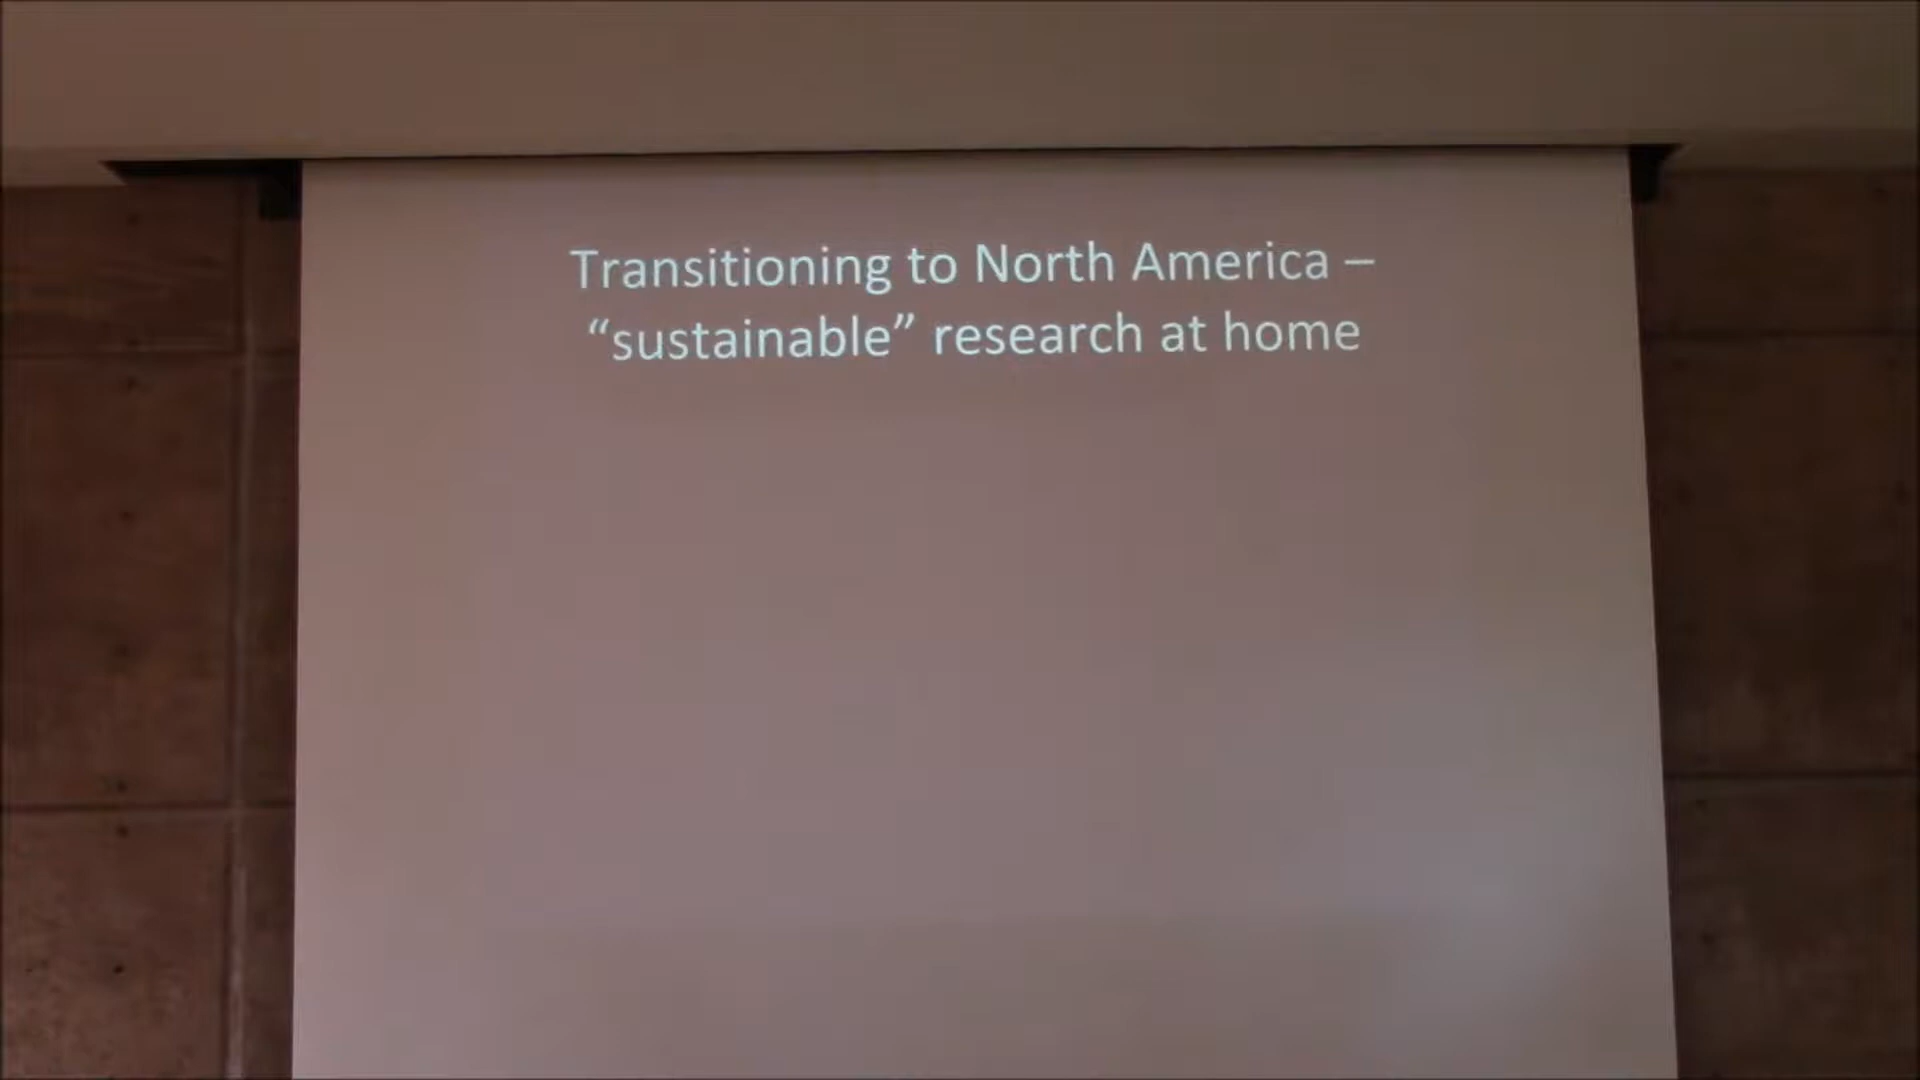 Transitioning to North America –
“sustainable” research at home